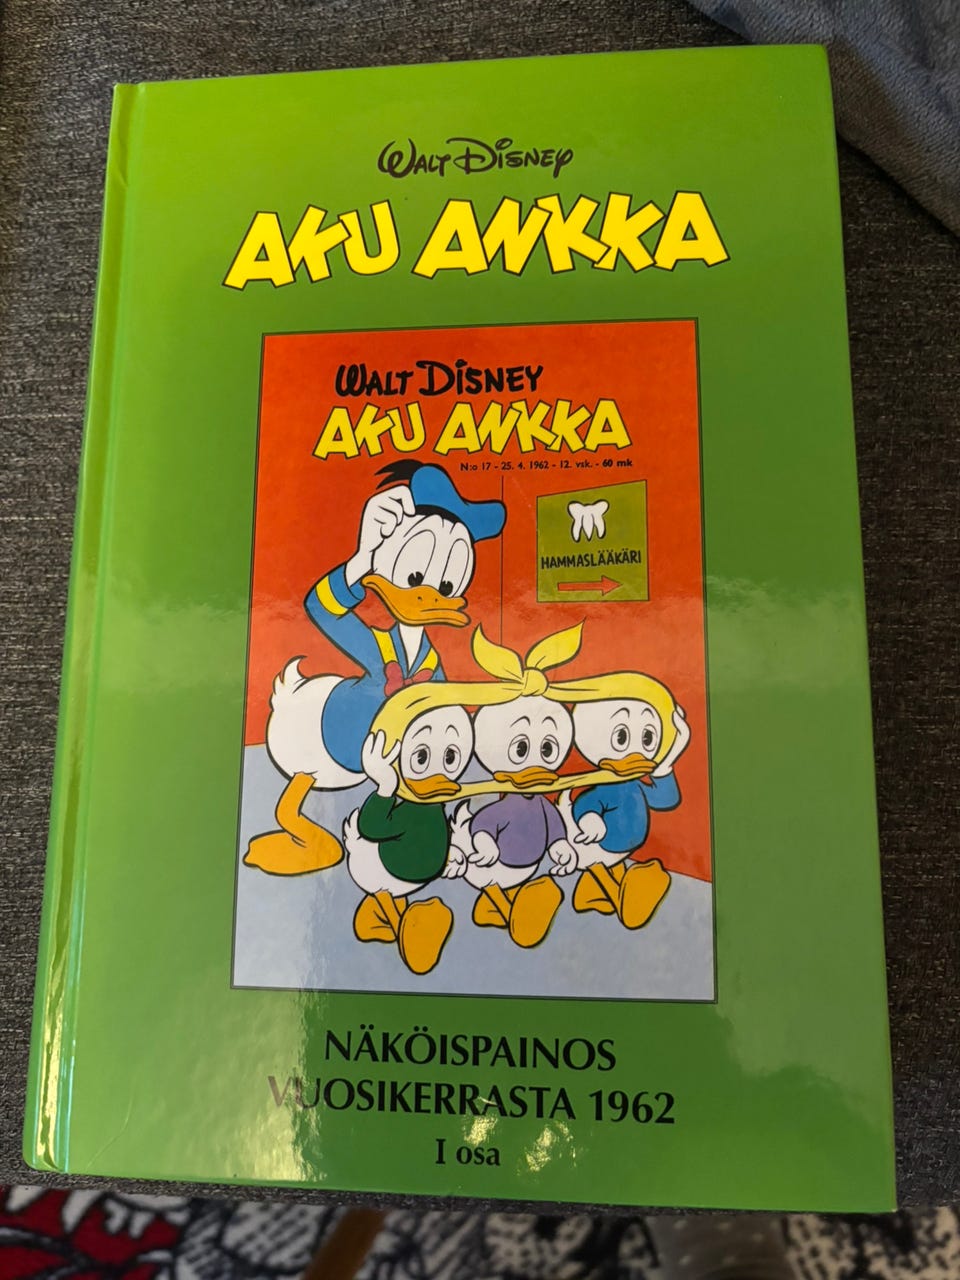 WALT DISNEY
AKU ANKKA
WALT DISNEY
AKU ANKKA
N:o 17 - 25. 4. 1962 - 12. vsk. - 60 mk
HAMMASLÄÄKÄRI
NÄKÖISPAINOS
VUOSIKERRASTA 1962
I osa